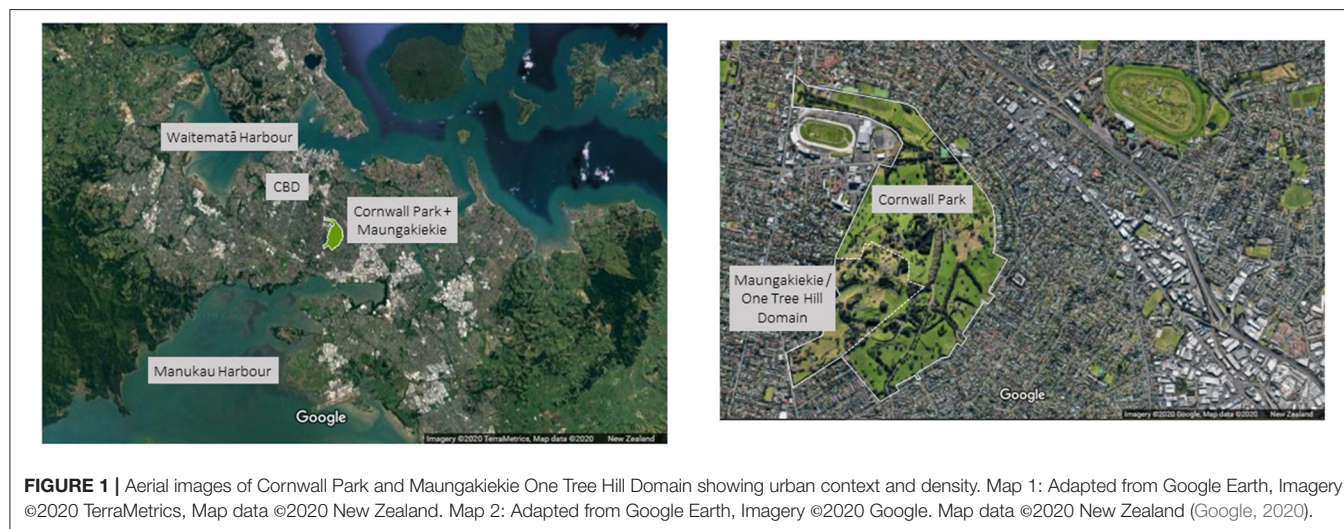 Waitematā Harbour
CBD
Cornwall Park +
Maungakiekie
Manukau Harbour
Google
Imagery ©2020 TerraMetrics, Map data ©2020 New Zealand
Cornwall Park
Maungakiekie /
One Tree Hill
Domain
Google
Imagery ©2020 Google, Map data ©2020 New Zealand
FIGURE 1 | Aerial images of Cornwall Park and Maungakiekie One Tree Hill Domain showing urban context and density. Map 1: Adapted from Google Earth, Imagery
©2020 TerraMetrics, Map data ©2020 New Zealand. Map 2: Adapted from Google Earth, Imagery ©2020 Google. Map data ©2020 New Zealand (Google, 2020).